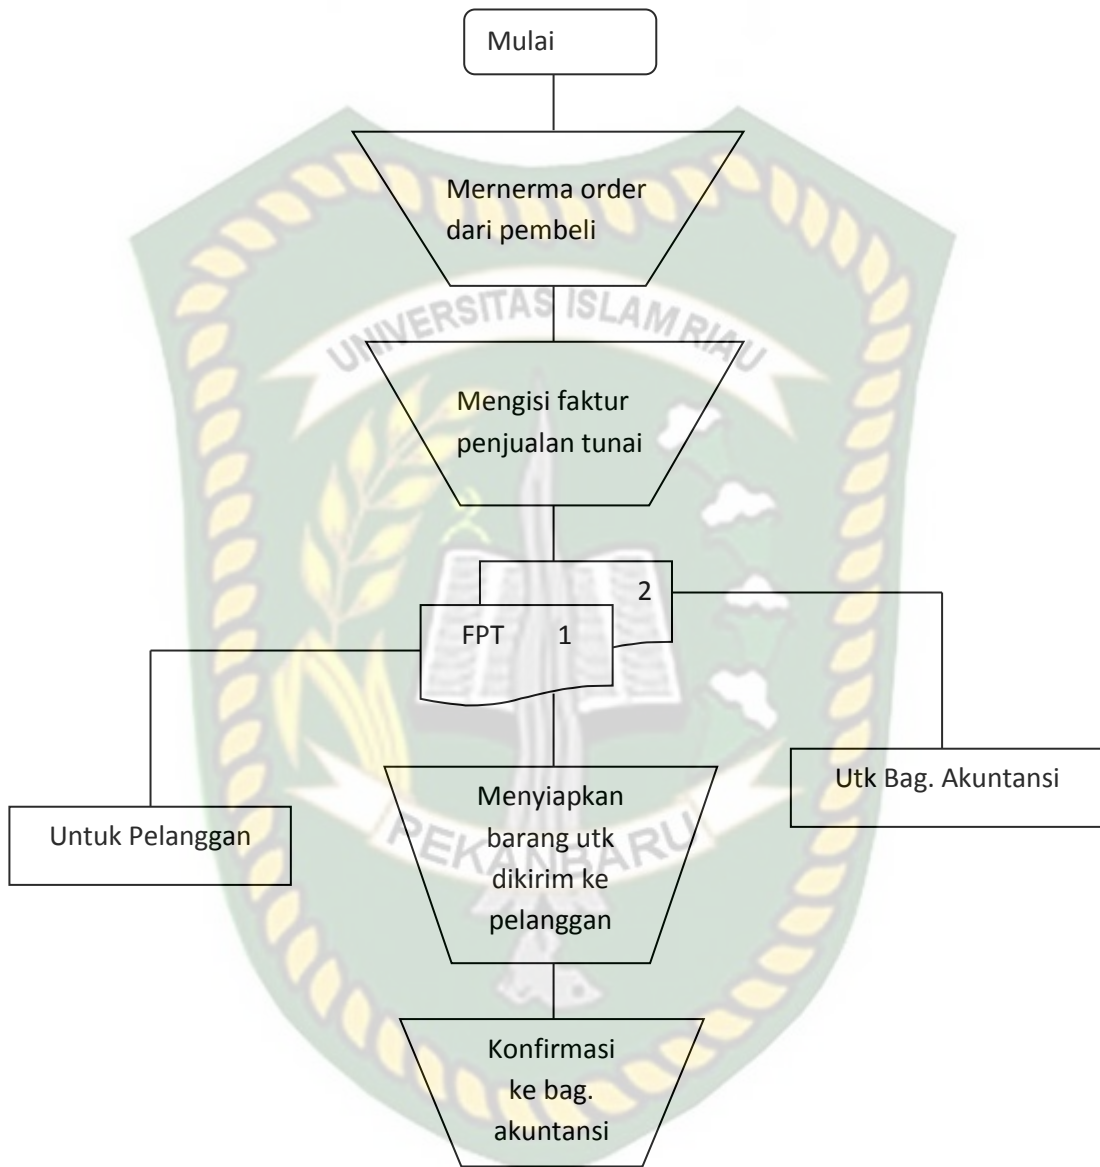 Mulai
Mernerma order
dari pembeli
UNIVERSITAS ISLAM RIAU
Mengisi faktur
penjualan tunai
2
FPT 1
Utk Bag. Akuntansi
Untuk Pelanggan
Menyiapkan
barang utk
dikirim ke
pelanggan
PEKANBARU
Konfirmasi
ke bag.
akuntansi